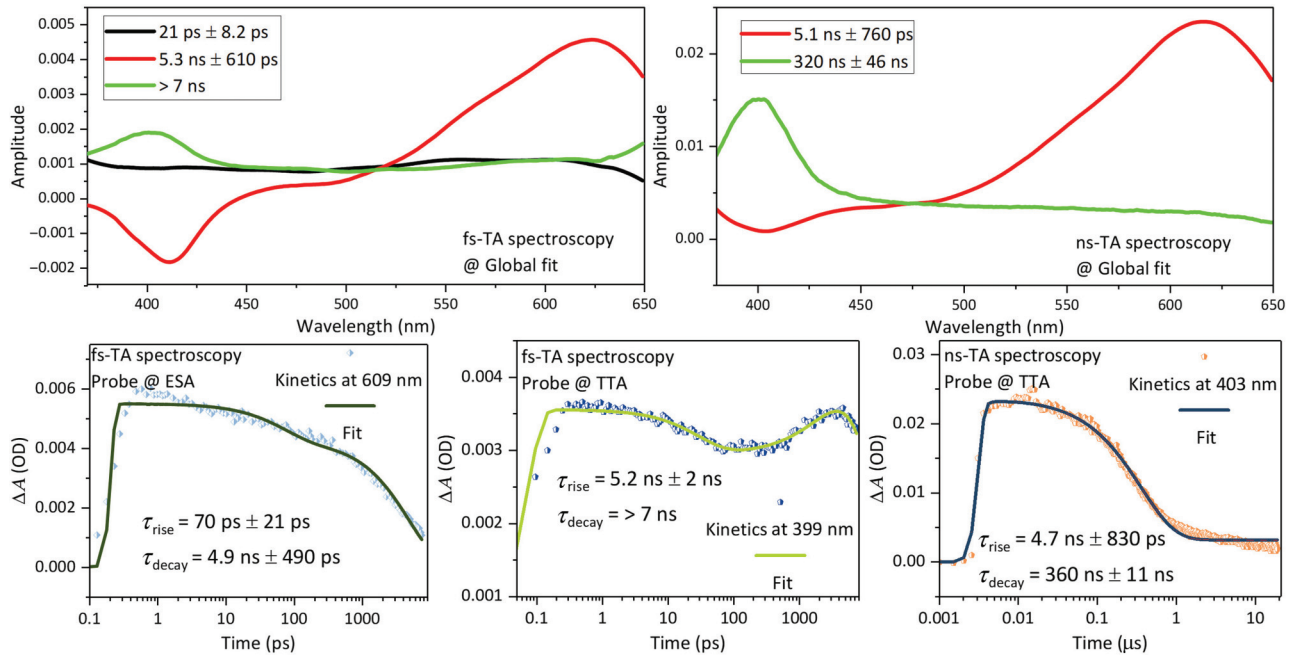 0.005
0.004
0.003
0.002
0.001
0.000
−0.001
−0.002
Amplitude
21 ps ± 8.2 ps
5.3 ns ± 610 ps
> 7 ns
fs-TA spectroscopy
@ Global fit
400 450 500 550 600 650
Wavelength (nm)
0.02
0.01
0.00
Amplitude
5.1 ns ± 760 ps
320 ns ± 46 ns
ns-TA spectroscopy
@ Global fit
400 450 500 550 600 650
Wavelength (nm)
fs-TA spectroscopy
Probe @ ESA
Kinetics at 609 nm
Fit
0.006
0.004
0.002
0.000
ΔA (OD)
τrise = 70 ps ± 21 ps
τdecay = 4.9 ns ± 490 ps
0.1 1 10 100 1000
Time (ps)
fs-TA spectroscopy
Probe @ TTA
0.004
0.003
0.002
0.001
ΔA (OD)
τrise = 5.2 ns ± 2 ns
τdecay = > 7 ns
Kinetics at 399 nm
Fit
0.1 1 10 100 1000
Time (ps)
ns-TA spectroscopy
Probe @ TTA
Kinetics at 403 nm
Fit
0.030
0.020
0.010
0.000
ΔA (OD)
τrise = 4.7 ns ± 830 ps
τdecay = 360 ns ± 11 ns
0.001 0.01 0.1 1 10
Time (μs)